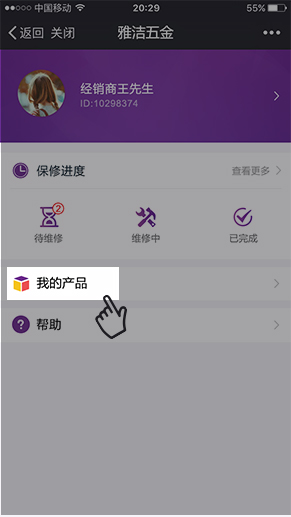 中国移动 20:29 55%
返回 关闭 雅洁五金
经销商王先生
ID:10298374
保修进度 查看更多
2
待维修 维修中 已完成
我的产品
? 帮助